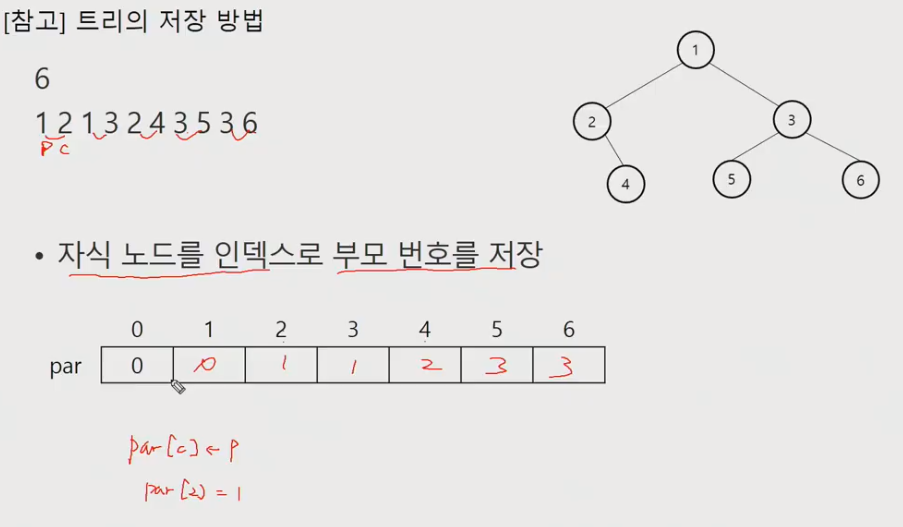 [참고] 트리의 저장 방법
6
1 2 1 3 2 4 3 5 3 6
P C
1
2
3
4
5
6
• 자식 노드를 인덱스로 부모 번호를 저장
0 1 2 3 4 5 6
par 0 0 1 1 2 3 3
par[c] ← P
par[2] = 1